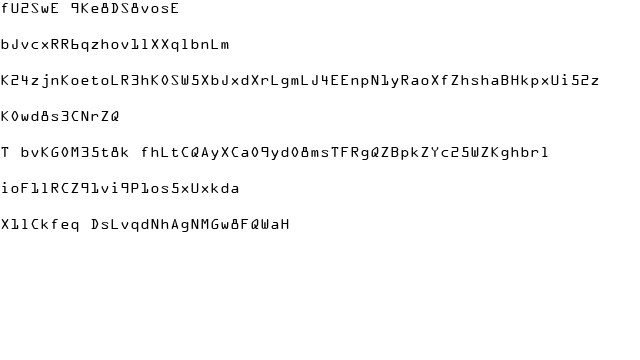 fU2SwE 9Ke8DS8vosE
bJvcxRR6qzhov1lXXqlbnLm
K24zjnKoetoLR3hK0SW5XbJxdXrLgmLJ4EEnpN1yRaoXfZhshaBHkpxUi52z
K0wd8s3CNrZQ
T bvKG0M35t8k fhLtCQAyXCa09yd08msTFRgQZBpkZYc25WZKghbrl
ioF1lRCZ91vi9P1os5xUxkda
X1lCkfeq DsLvqdNhAgNMGw8FQWaH